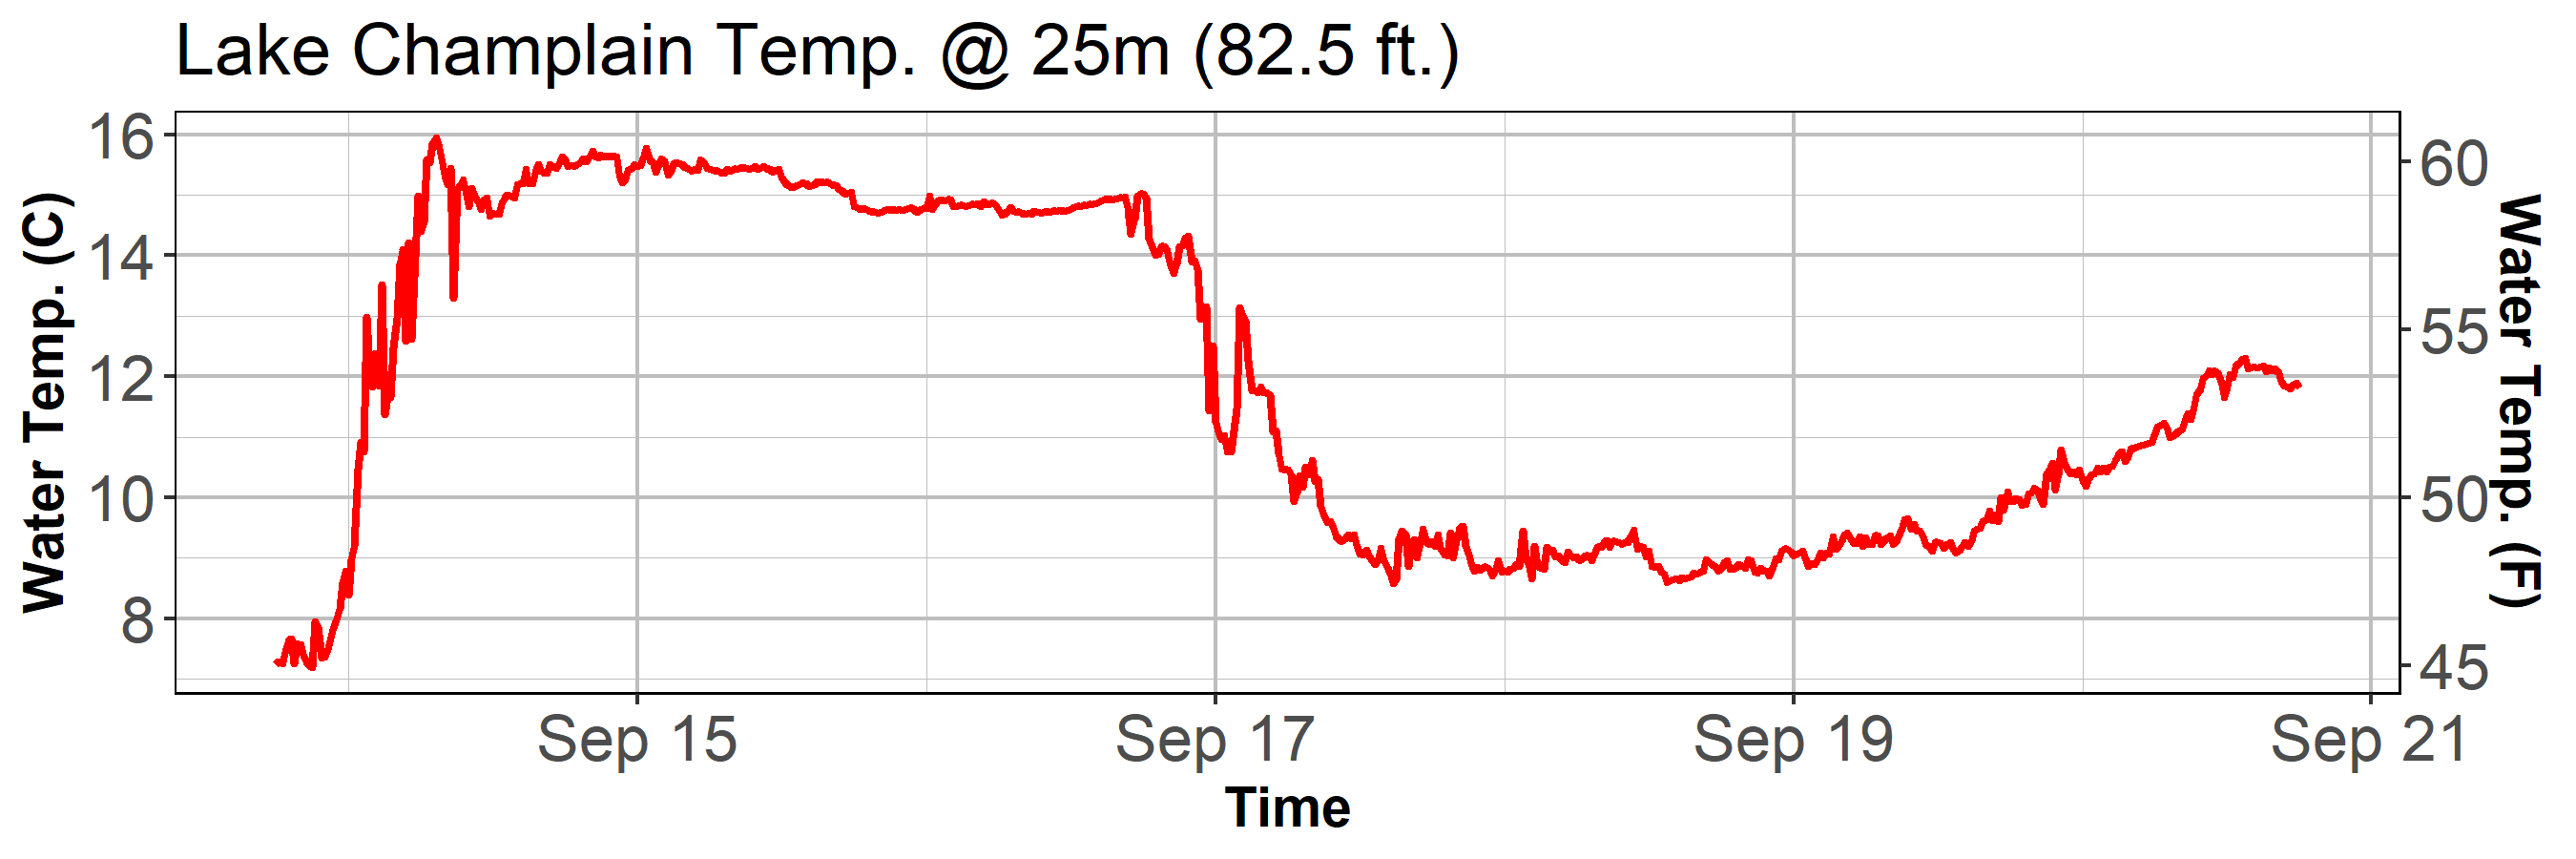 Lake Champlain Temp. @ 25m (82.5 ft.)
Water Temp. (C)
16
14
12
10
8
60
55
50
45
Water Temp. (F)
Sep 15
Sep 17
Sep 19
Sep 21
Time